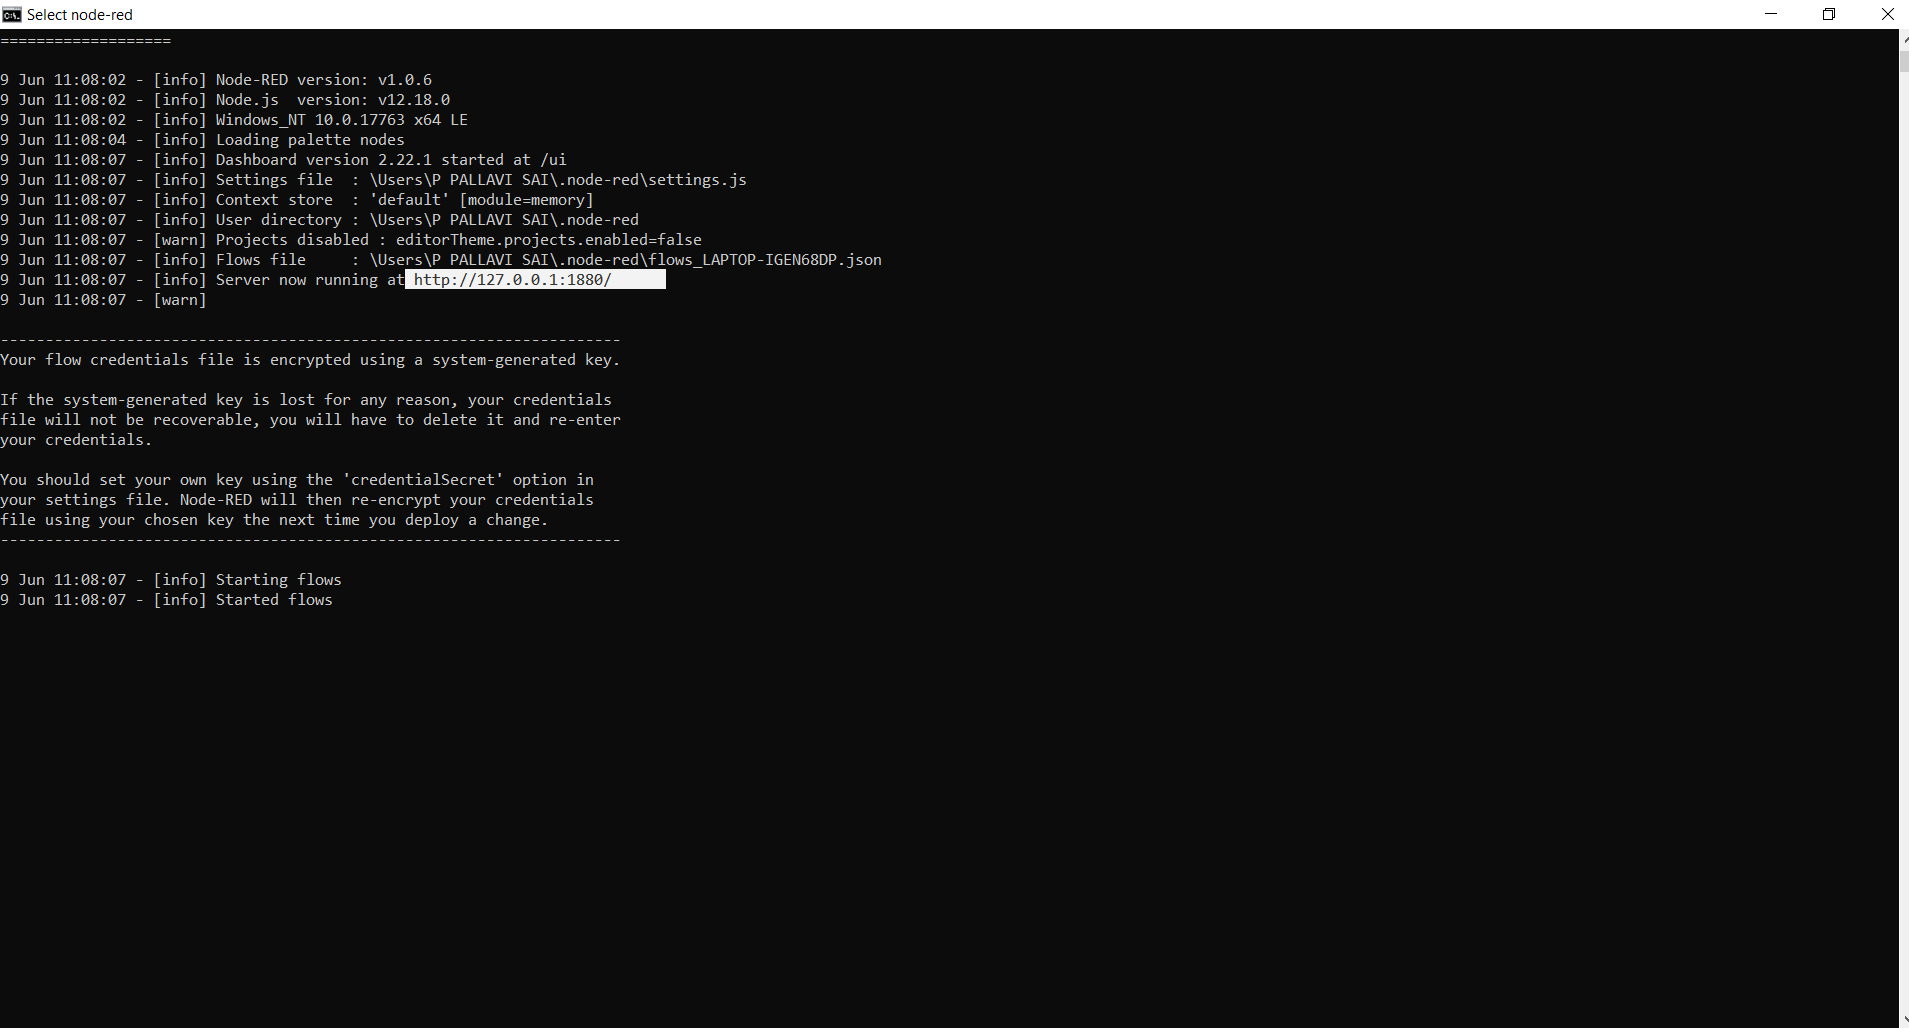 Select node-red
===================
9 Jun 11:08:02 - [info] Node-RED version: v1.0.6
9 Jun 11:08:02 - [info] Node.js  version: v12.18.0
9 Jun 11:08:02 - [info] Windows_NT 10.0.17763 x64 LE
9 Jun 11:08:04 - [info] Loading palette nodes
9 Jun 11:08:07 - [info] Dashboard version 2.22.1 started at /ui
9 Jun 11:08:07 - [info] Settings file  : \Users\P PALLAVI SAI\.node-red\settings.js
9 Jun 11:08:07 - [info] Context store  : 'default' [module=memory]
9 Jun 11:08:07 - [info] User directory : \Users\P PALLAVI SAI\.node-red
9 Jun 11:08:07 - [warn] Projects disabled : editorTheme.projects.enabled=false
9 Jun 11:08:07 - [info] Flows file     : \Users\P PALLAVI SAI\.node-red\flows_LAPTOP-IGEN68DP.json
9 Jun 11:08:07 - [info] Server now running at http://127.0.0.1:1880/
9 Jun 11:08:07 - [warn]
---------------------------------------------------------------------
Your flow credentials file is encrypted using a system-generated key.
If the system-generated key is lost for any reason, your credentials
file will not be recoverable, you will have to delete it and re-enter
your credentials.
You should set your own key using the 'credentialSecret' option in
your settings file. Node-RED will then re-encrypt your credentials
file using your chosen key the next time you deploy a change.
---------------------------------------------------------------------
9 Jun 11:08:07 - [info] Starting flows
9 Jun 11:08:07 - [info] Started flows